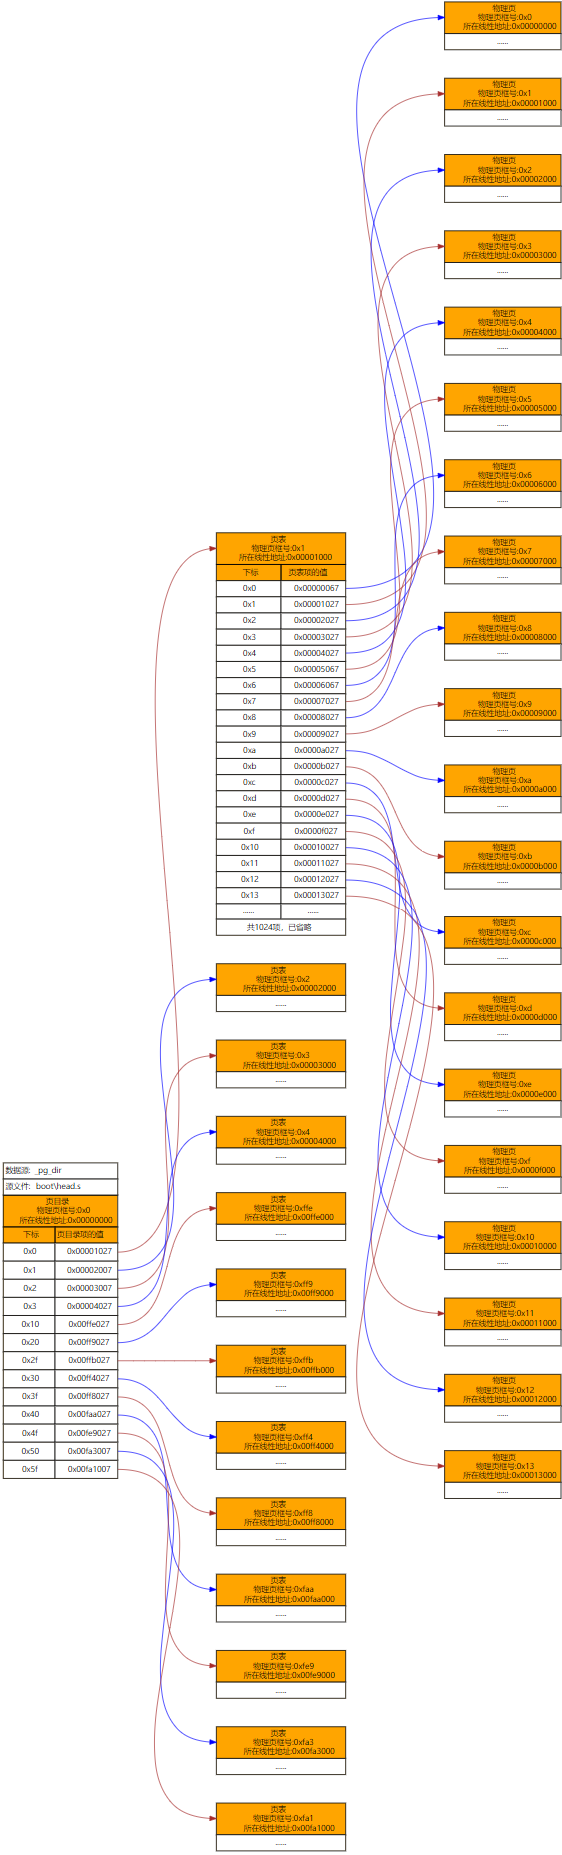 数据源: _pg_dir
源文件: boot\head.s
页目录
物理页框号:0x0
所在线性地址:0x00000000
下标 页目录项的值
0x0 0x00001027
0x1 0x00002007
0x2 0x00003007
0x3 0x00004027
0x10 0x00ffe027
0x20 0x00ff9027
0x2f 0x00ffb027
0x30 0x00ff4027
0x3f 0x00ff8027
0x40 0x00faa027
0x4f 0x00fe9027
0x50 0x00fa3007
0x5f 0x00fa1007
页表
物理页框号:0x1
所在线性地址:0x00001000
下标 页表项的值
0x0 0x00000067
0x1 0x00001027
0x2 0x00002027
0x3 0x00003027
0x4 0x00004027
0x5 0x00005067
0x6 0x00006067
0x7 0x00007027
0x8 0x00008027
0x9 0x00009027
0xa 0x0000a027
0xb 0x0000b027
0xc 0x0000c027
0xd 0x0000d027
0xe 0x0000e027
0xf 0x0000f027
0x10 0x00010027
0x11 0x00011027
0x12 0x00012027
0x13 0x00013027
...... ......
共1024项，已省略
页表
物理页框号:0x2
所在线性地址:0x00002000
......
页表
物理页框号:0x3
所在线性地址:0x00003000
......
页表
物理页框号:0x4
所在线性地址:0x00004000
......
页表
物理页框号:0xffe
所在线性地址:0x00ffe000
......
页表
物理页框号:0xff9
所在线性地址:0x00ff9000
......
页表
物理页框号:0xffb
所在线性地址:0x00ffb000
......
页表
物理页框号:0xff4
所在线性地址:0x00ff4000
......
页表
物理页框号:0xff8
所在线性地址:0x00ff8000
......
页表
物理页框号:0xfaa
所在线性地址:0x00faa000
......
页表
物理页框号:0xfe9
所在线性地址:0x00fe9000
......
页表
物理页框号:0xfa3
所在线性地址:0x00fa3000
......
页表
物理页框号:0xfa1
所在线性地址:0x00fa1000
......
物理页
物理页框号:0x0
所在线性地址:0x00000000
......
物理页
物理页框号:0x1
所在线性地址:0x00001000
......
物理页
物理页框号:0x2
所在线性地址:0x00002000
......
物理页
物理页框号:0x3
所在线性地址:0x00003000
......
物理页
物理页框号:0x4
所在线性地址:0x00004000
......
物理页
物理页框号:0x5
所在线性地址:0x00005000
......
物理页
物理页框号:0x6
所在线性地址:0x00006000
......
物理页
物理页框号:0x7
所在线性地址:0x00007000
......
物理页
物理页框号:0x8
所在线性地址:0x00008000
......
物理页
物理页框号:0x9
所在线性地址:0x00009000
......
物理页
物理页框号:0xa
所在线性地址:0x0000a000
......
物理页
物理页框号:0xb
所在线性地址:0x0000b000
......
物理页
物理页框号:0xc
所在线性地址:0x0000c000
......
物理页
物理页框号:0xd
所在线性地址:0x0000d000
......
物理页
物理页框号:0xe
所在线性地址:0x0000e000
......
物理页
物理页框号:0xf
所在线性地址:0x0000f000
......
物理页
物理页框号:0x10
所在线性地址:0x00010000
......
物理页
物理页框号:0x11
所在线性地址:0x00011000
......
物理页
物理页框号:0x12
所在线性地址:0x00012000
......
物理页
物理页框号:0x13
所在线性地址:0x00013000
......